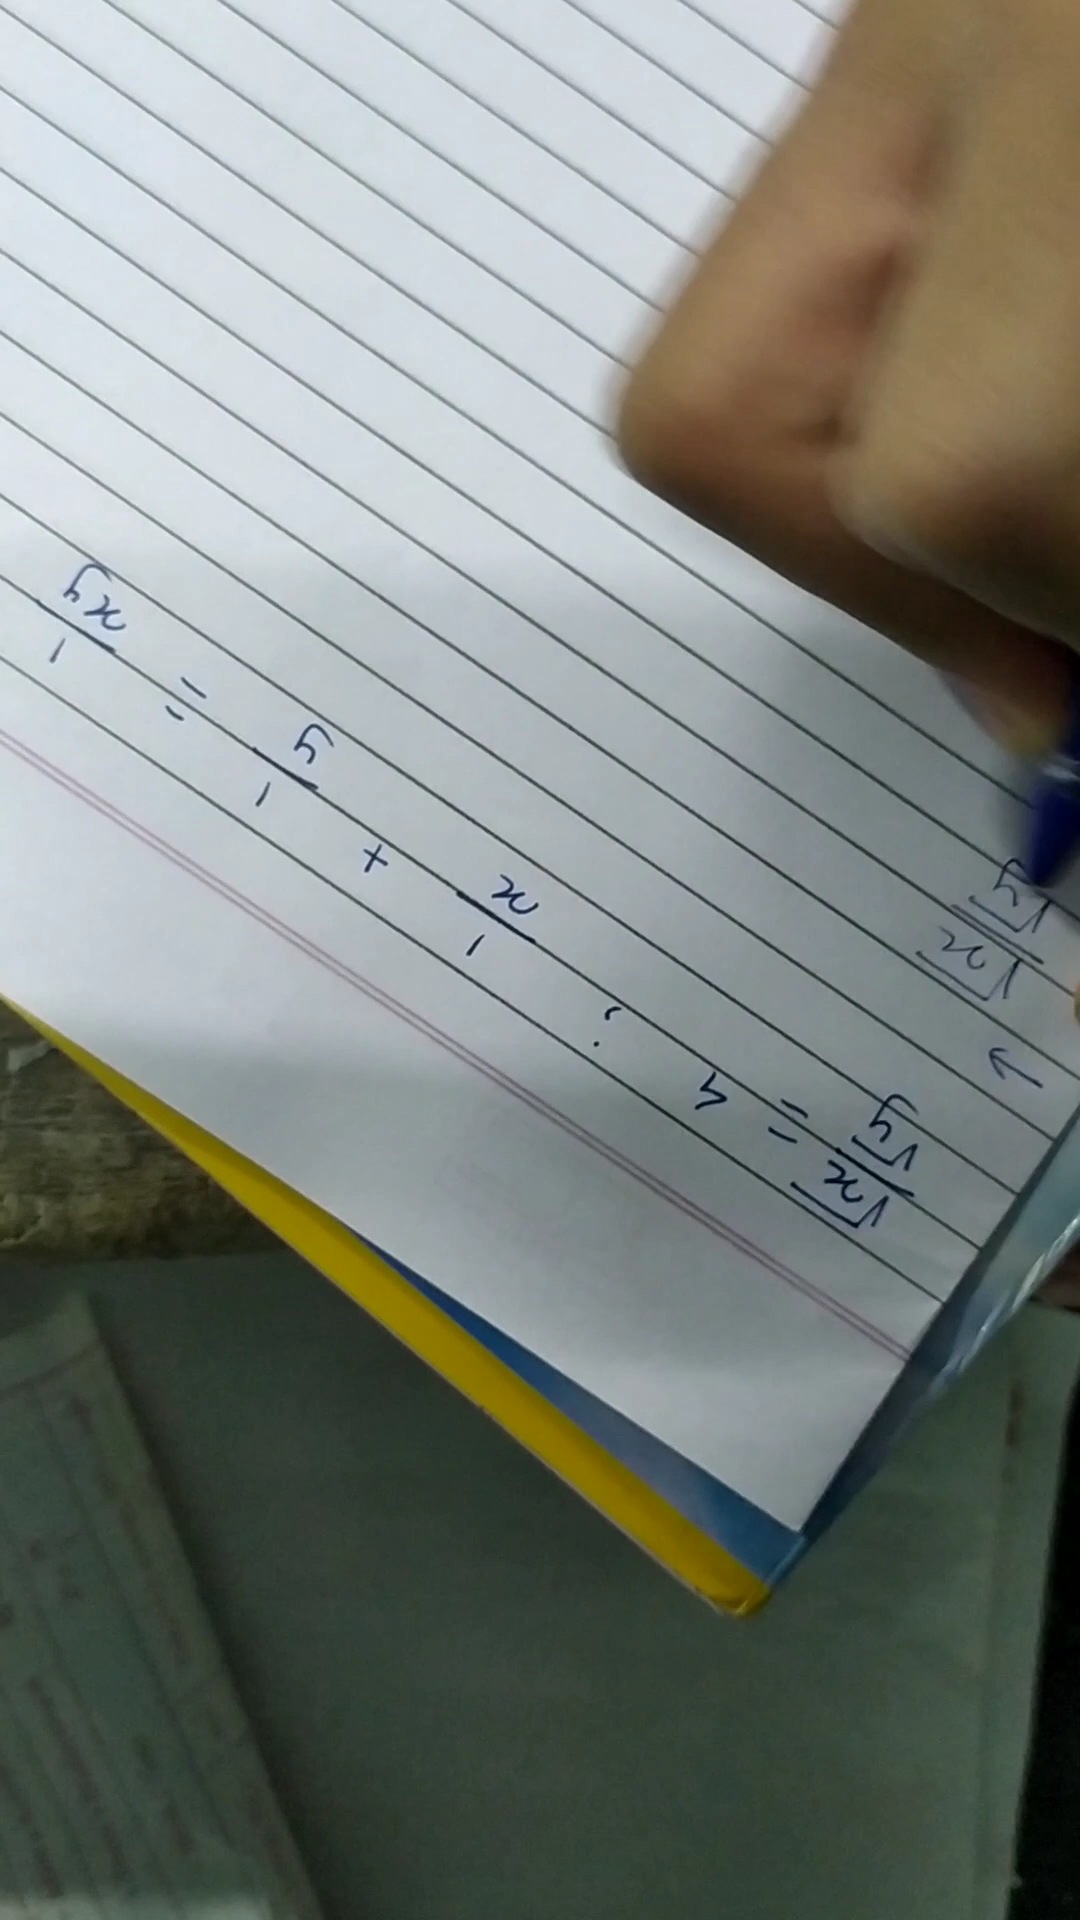 √x/√y = 4 ; 1/x + 1/y = 1/xy
→ √x/√y